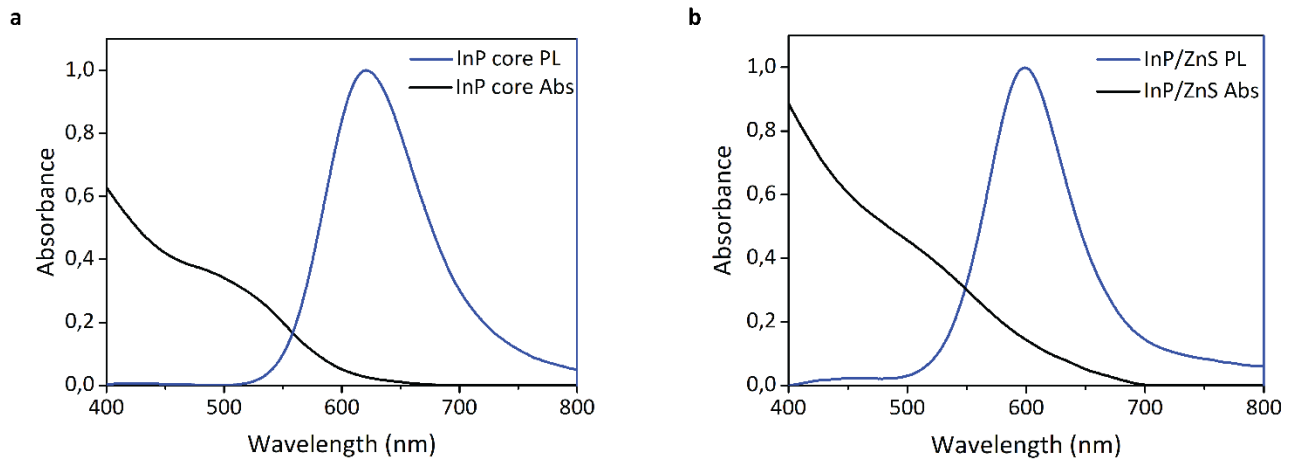 a
InP core PL
InP core Abs
1,0
0,8
0,6
0,4
0,2
0,0
Absorbance
400
500
600
700
800
Wavelength (nm)
b
InP/ZnS PL
InP/ZnS Abs
1,0
0,8
0,6
0,4
0,2
0,0
Absorbance
400
500
600
700
800
Wavelength (nm)